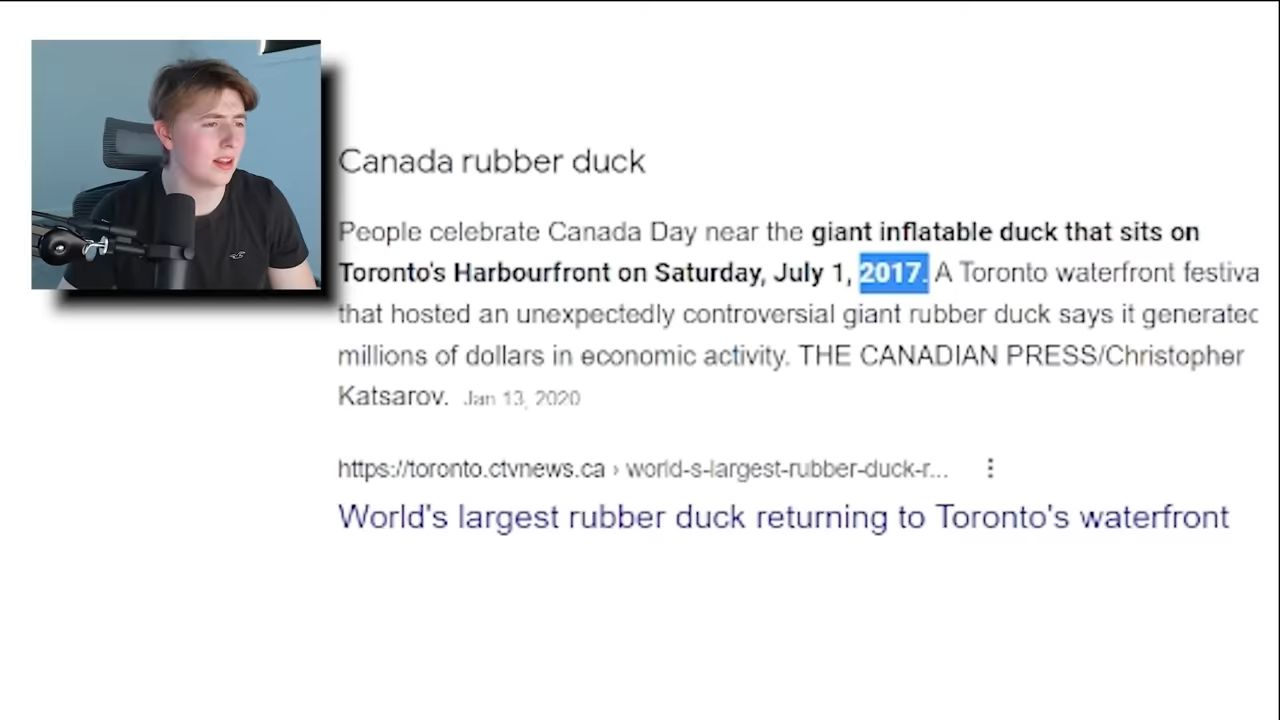 Canada rubber duck
People celebrate Canada Day near the giant inflatable duck that sits on
Toronto's Harbourfront on Saturday, July 1, 2017. A Toronto waterfront festiva
that hosted an unexpectedly controversial giant rubber duck says it generated
millions of dollars in economic activity. THE CANADIAN PRESS/Christopher
Katsarov. Jan 13, 2020
https://toronto.ctvnews.ca › world-s-largest-rubber-duck-r...
World's largest rubber duck returning to Toronto's waterfront